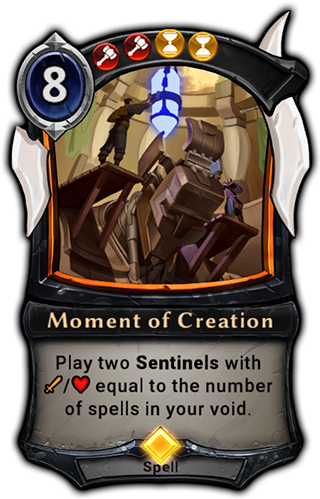 8
Moment of Creation
Play two Sentinels with
/ equal to the number
of spells in your void.
Spell